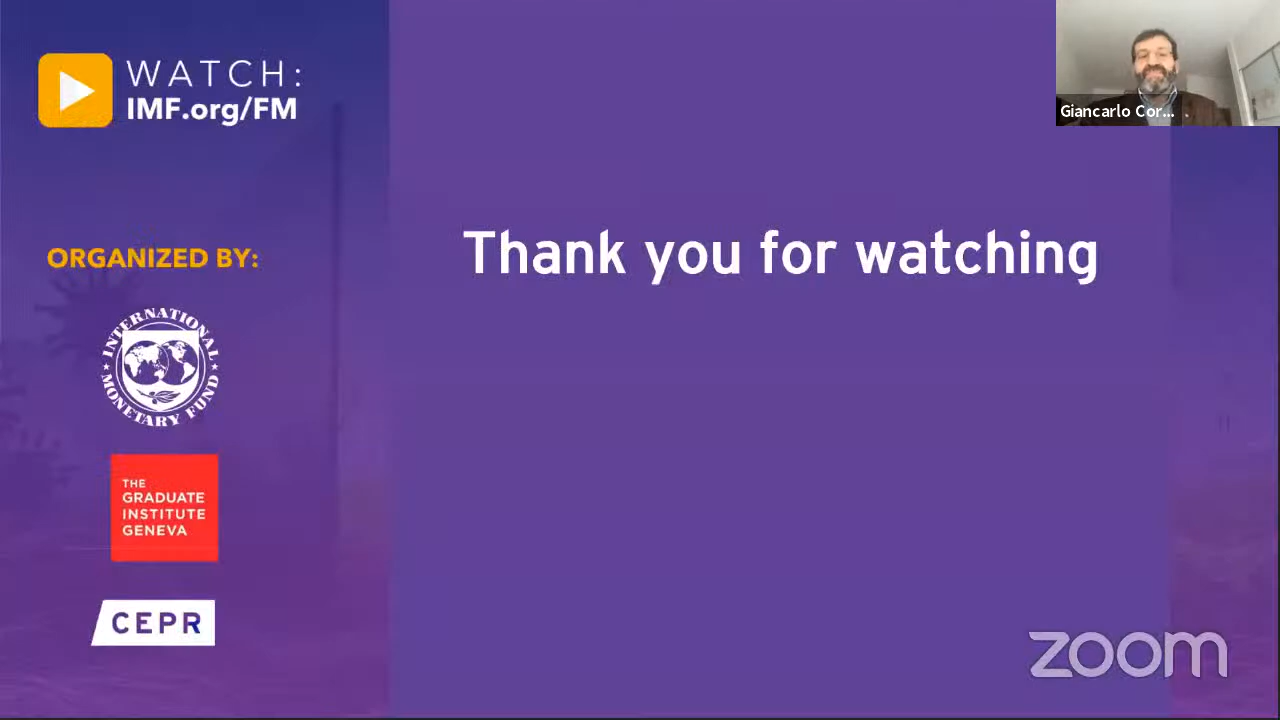 WATCH:
IMF.org/FM
Giancarlo Cor...
ORGANIZED BY:
Thank you for watching
INTERNATIONAL
MONETARY FUND
THE
GRADUATE
INSTITUTE
GENEVA
CEPR
zoom